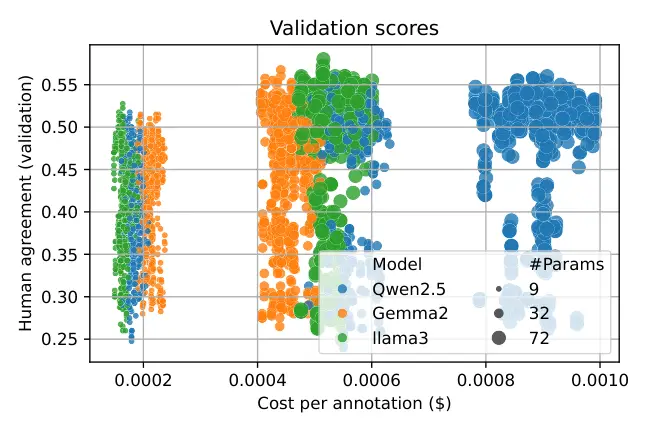 Validation scores
Human agreement (validation)
0.55
0.50
0.45
0.40
0.35
0.30
0.25
Model
Qwen2.5
Gemma2
llama3
#Params
9
32
72
0.0002
0.0004
0.0006
0.0008
0.0010
Cost per annotation ($)